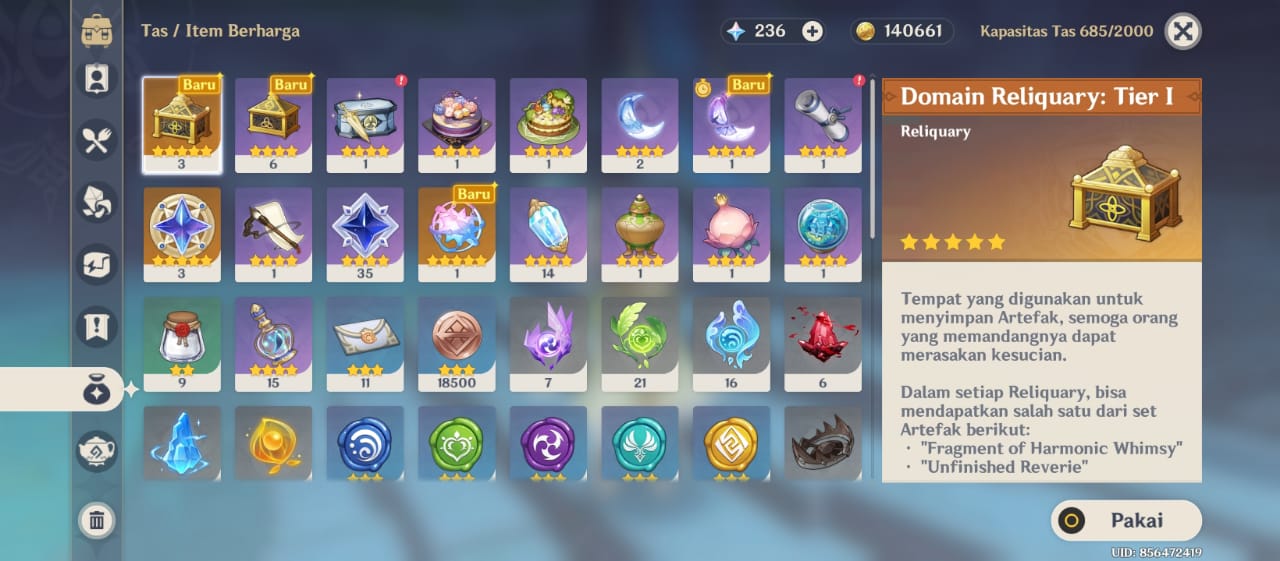 Tas / Item Berharga
236
140661
Kapasitas Tas 685/2000
Baru
Baru
Baru
3
6
1
1
1
2
1
1
Baru
3
1
35
1
14
1
1
1
9
15
11
18500
7
21
16
6
Domain Reliquary: Tier I
Reliquary
Tempat yang digunakan untuk
menyimpan Artefak, semoga orang
yang memandangnya dapat
merasakan kesucian.
Dalam setiap Reliquary, bisa
mendapatkan salah satu dari set
Artefak berikut:
· "Fragment of Harmonic Whimsy"
· "Unfinished Reverie"
Pakai
UID: 856472419